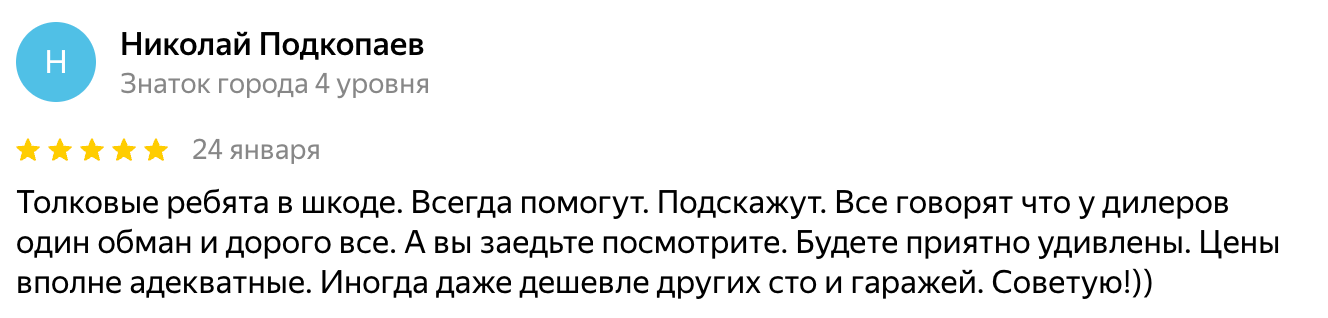 Н
Николай Подкопаев
Знаток города 4 уровня
24 января
Толковые ребята в шкоде. Всегда помогут. Подскажут. Все говорят что у дилеров
один обман и дорого все. А вы заедьте посмотрите. Будете приятно удивлены. Цены
вполне адекватные. Иногда даже дешевле других сто и гаражей. Советую!))